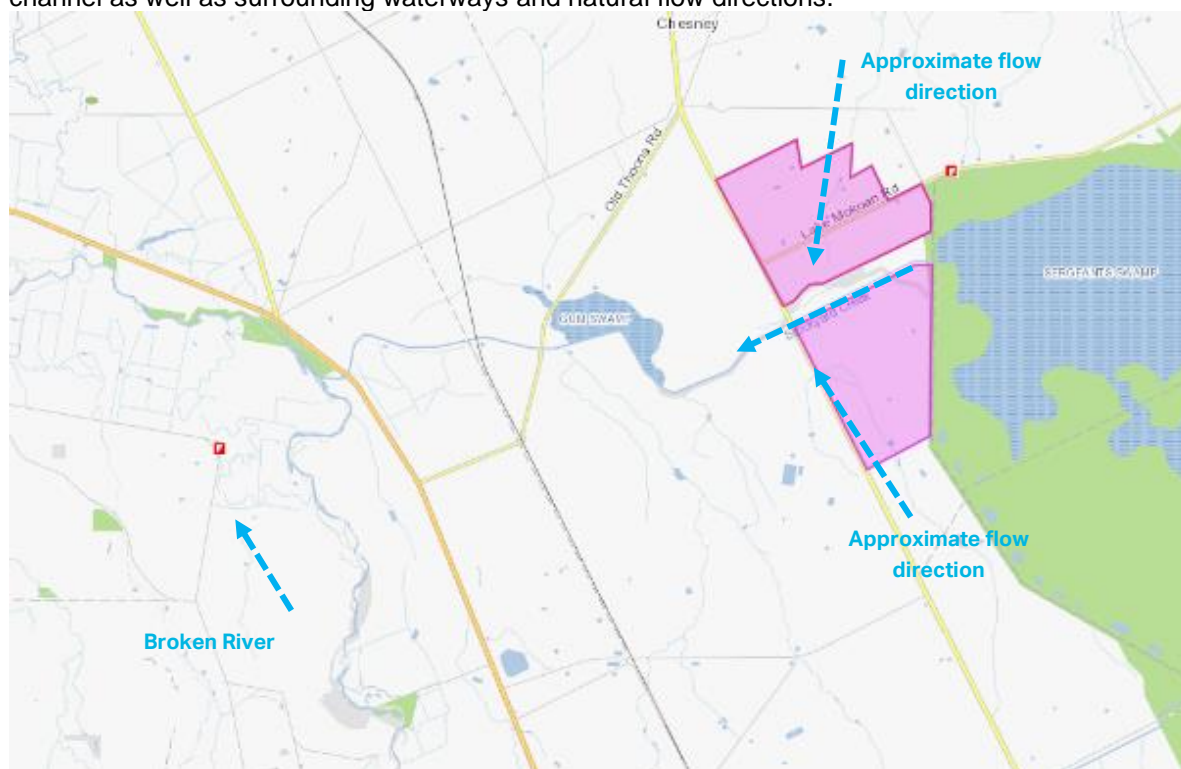 channel as well as surrounding waterways and natural flow directions.
Chesney
Approximate flow
direction
Old Thoona Rd
Lake Mokoan Rd
SERGEANTS SWAMP
GUM SWAMP
Approximate flow
direction
Broken River